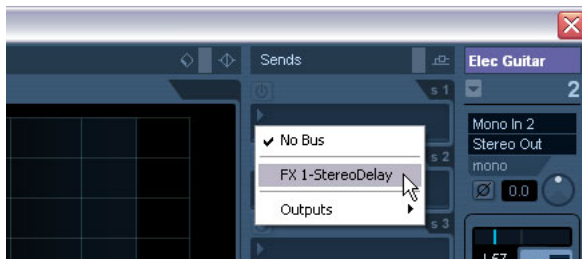 Sends
Elec Guitar
s 1
2
No Bus
Mono In 2
Stereo Out
s 2
mono
FX 1-StereoDelay
0.0
Outputs
s 3
L57